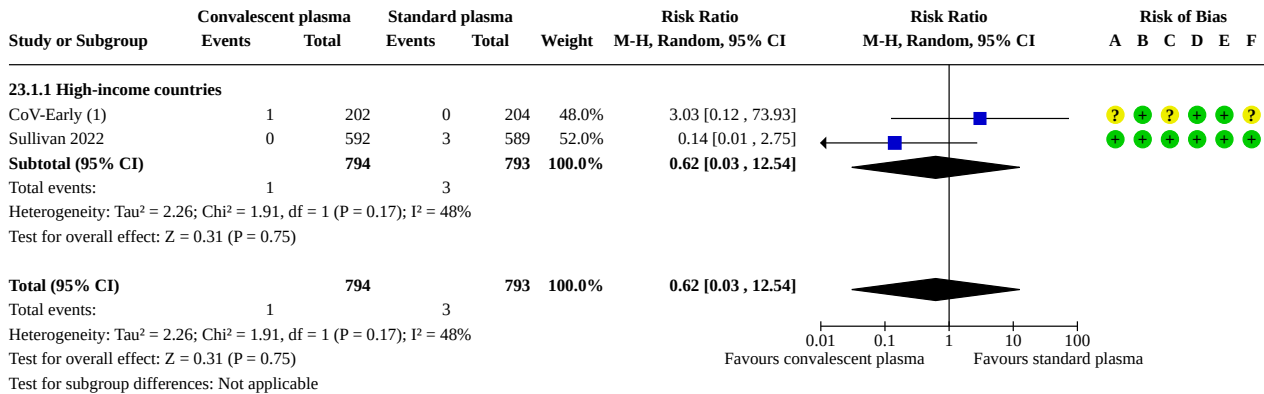 Convalescent plasma Standard plasma Risk Ratio Risk Ratio Risk of Bias
Study or Subgroup Events Total Events Total Weight M-H, Random, 95% CI M-H, Random, 95% CI A B C D E F
23.1.1 High-income countries
CoV-Early (1) 1 202 0 204 48.0% 3.03 [0.12 , 73.93] ? + ? + + ?
Sullivan 2022 0 592 3 589 52.0% 0.14 [0.01 , 2.75] + + + + + +
Subtotal (95% CI) 794 793 100.0% 0.62 [0.03 , 12.54]
Total events: 1 3
Heterogeneity: Tau² = 2.26; Chi² = 1.91, df = 1 (P = 0.17); I² = 48%
Test for overall effect: Z = 0.31 (P = 0.75)
Total (95% CI) 794 793 100.0% 0.62 [0.03 , 12.54]
Total events: 1 3
Heterogeneity: Tau² = 2.26; Chi² = 1.91, df = 1 (P = 0.17); I² = 48%
0.01 0.1 1 10 100
Test for overall effect: Z = 0.31 (P = 0.75) Favours convalescent plasma Favours standard plasma
Test for subgroup differences: Not applicable